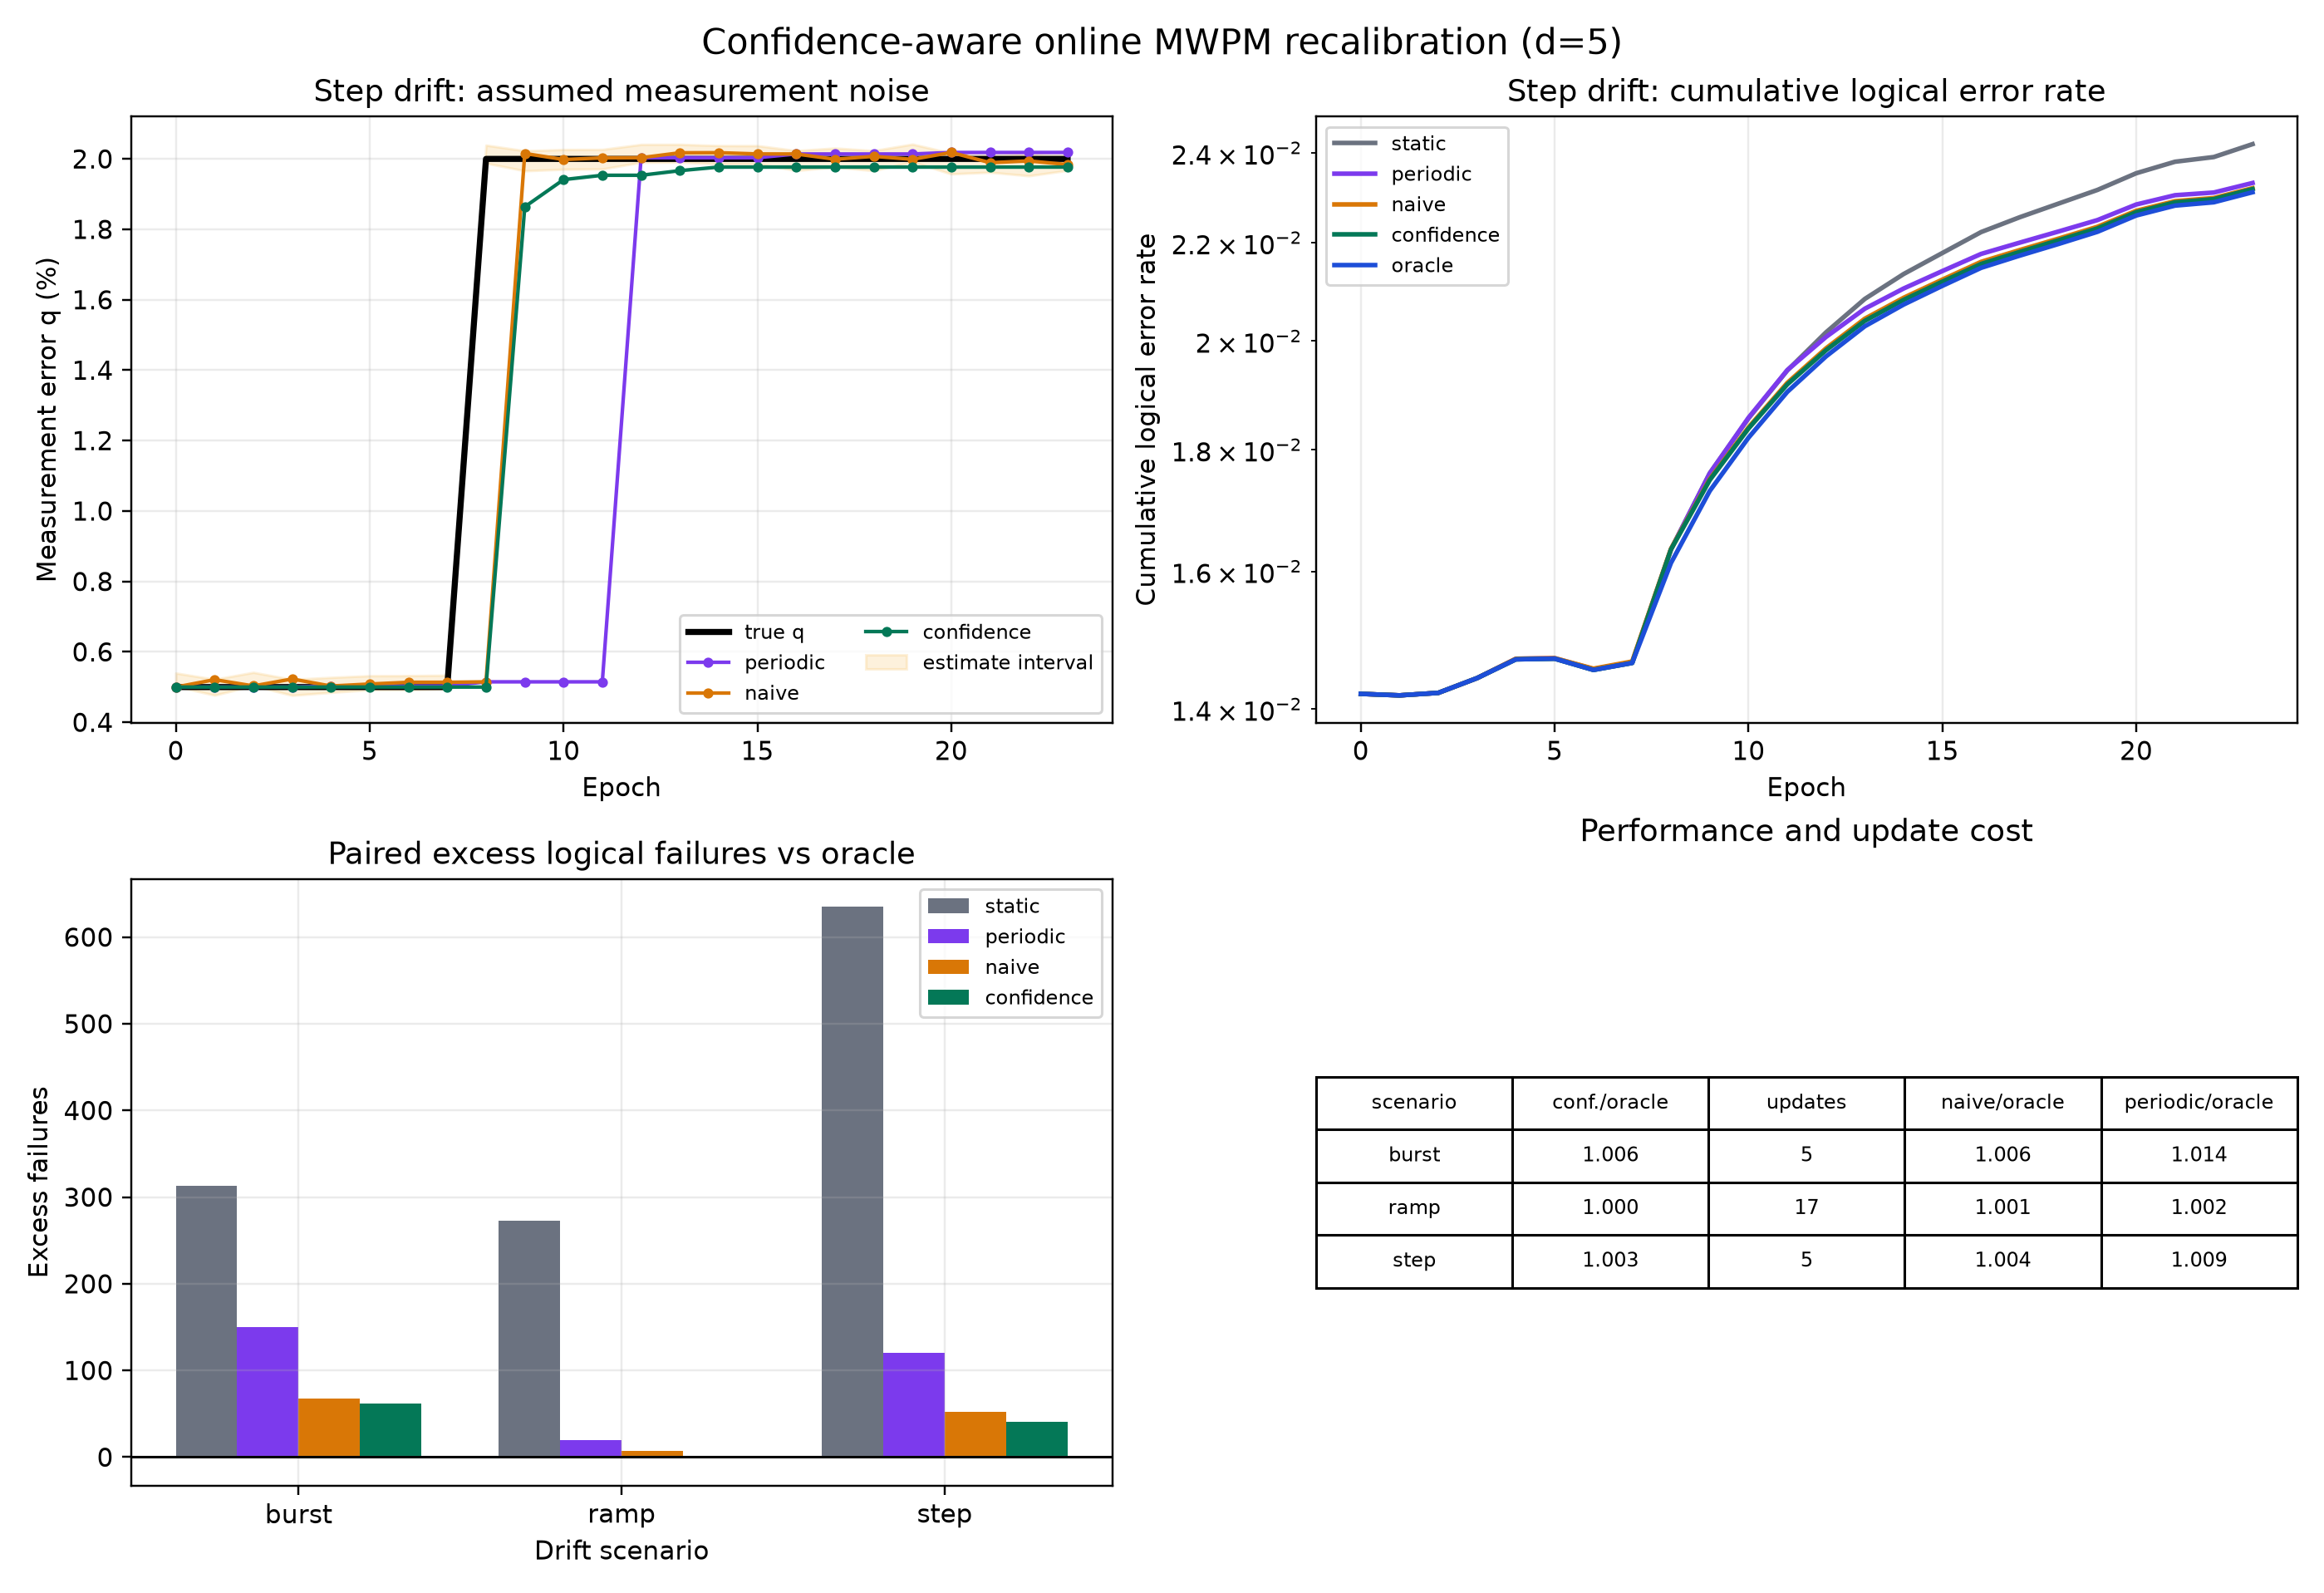 Confidence-aware online MWPM recalibration (d=5)
Step drift: assumed measurement noise
Measurement error q (%)
2.0
1.8
1.6
1.4
1.2
1.0
0.8
0.6
0.4
0 5 10 15 20
Epoch
true q
periodic
naive
confidence
estimate interval
Step drift: cumulative logical error rate
Cumulative logical error rate
2.4 × 10⁻²
2.2 × 10⁻²
2 × 10⁻²
1.8 × 10⁻²
1.6 × 10⁻²
1.4 × 10⁻²
static
periodic
naive
confidence
oracle
0 5 10 15 20
Epoch
Paired excess logical failures vs oracle
Excess failures
600
500
400
300
200
100
0
static
periodic
naive
confidence
burst ramp step
Drift scenario
Performance and update cost
scenario conf./oracle updates naive/oracle periodic/oracle
burst 1.006 5 1.006 1.014
ramp 1.000 17 1.001 1.002
step 1.003 5 1.004 1.009